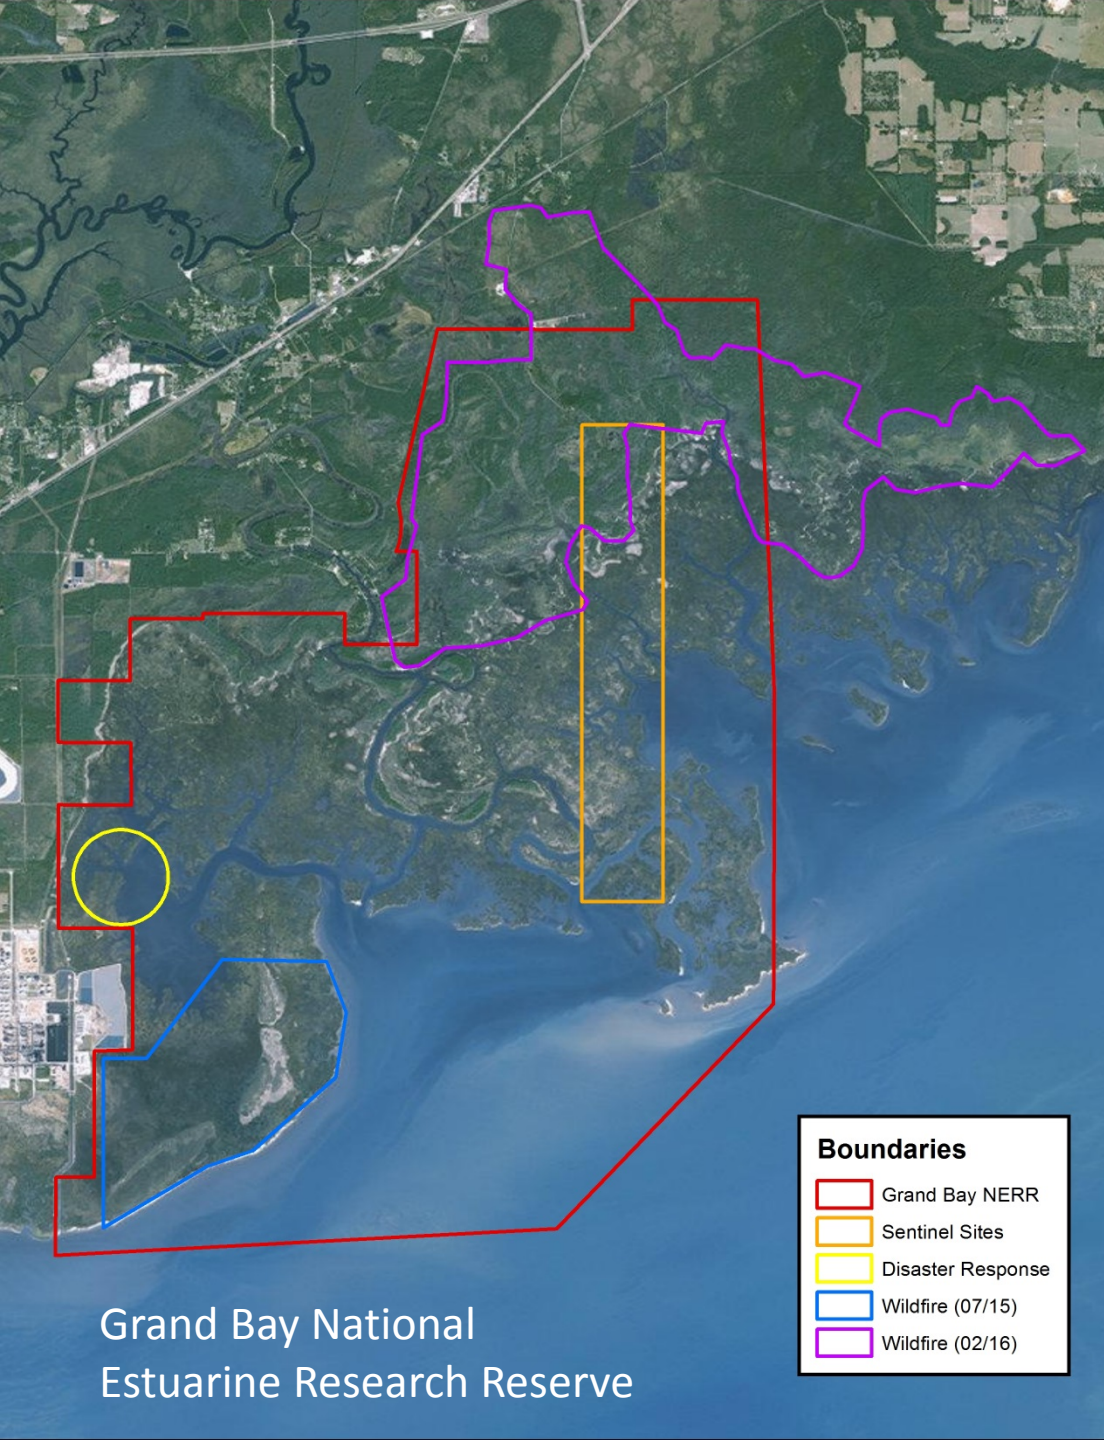 Boundaries
Grand Bay NERR
Sentinel Sites
Disaster Response
Wildfire (07/15)
Wildfire (02/16)
Grand Bay National
Estuarine Research Reserve